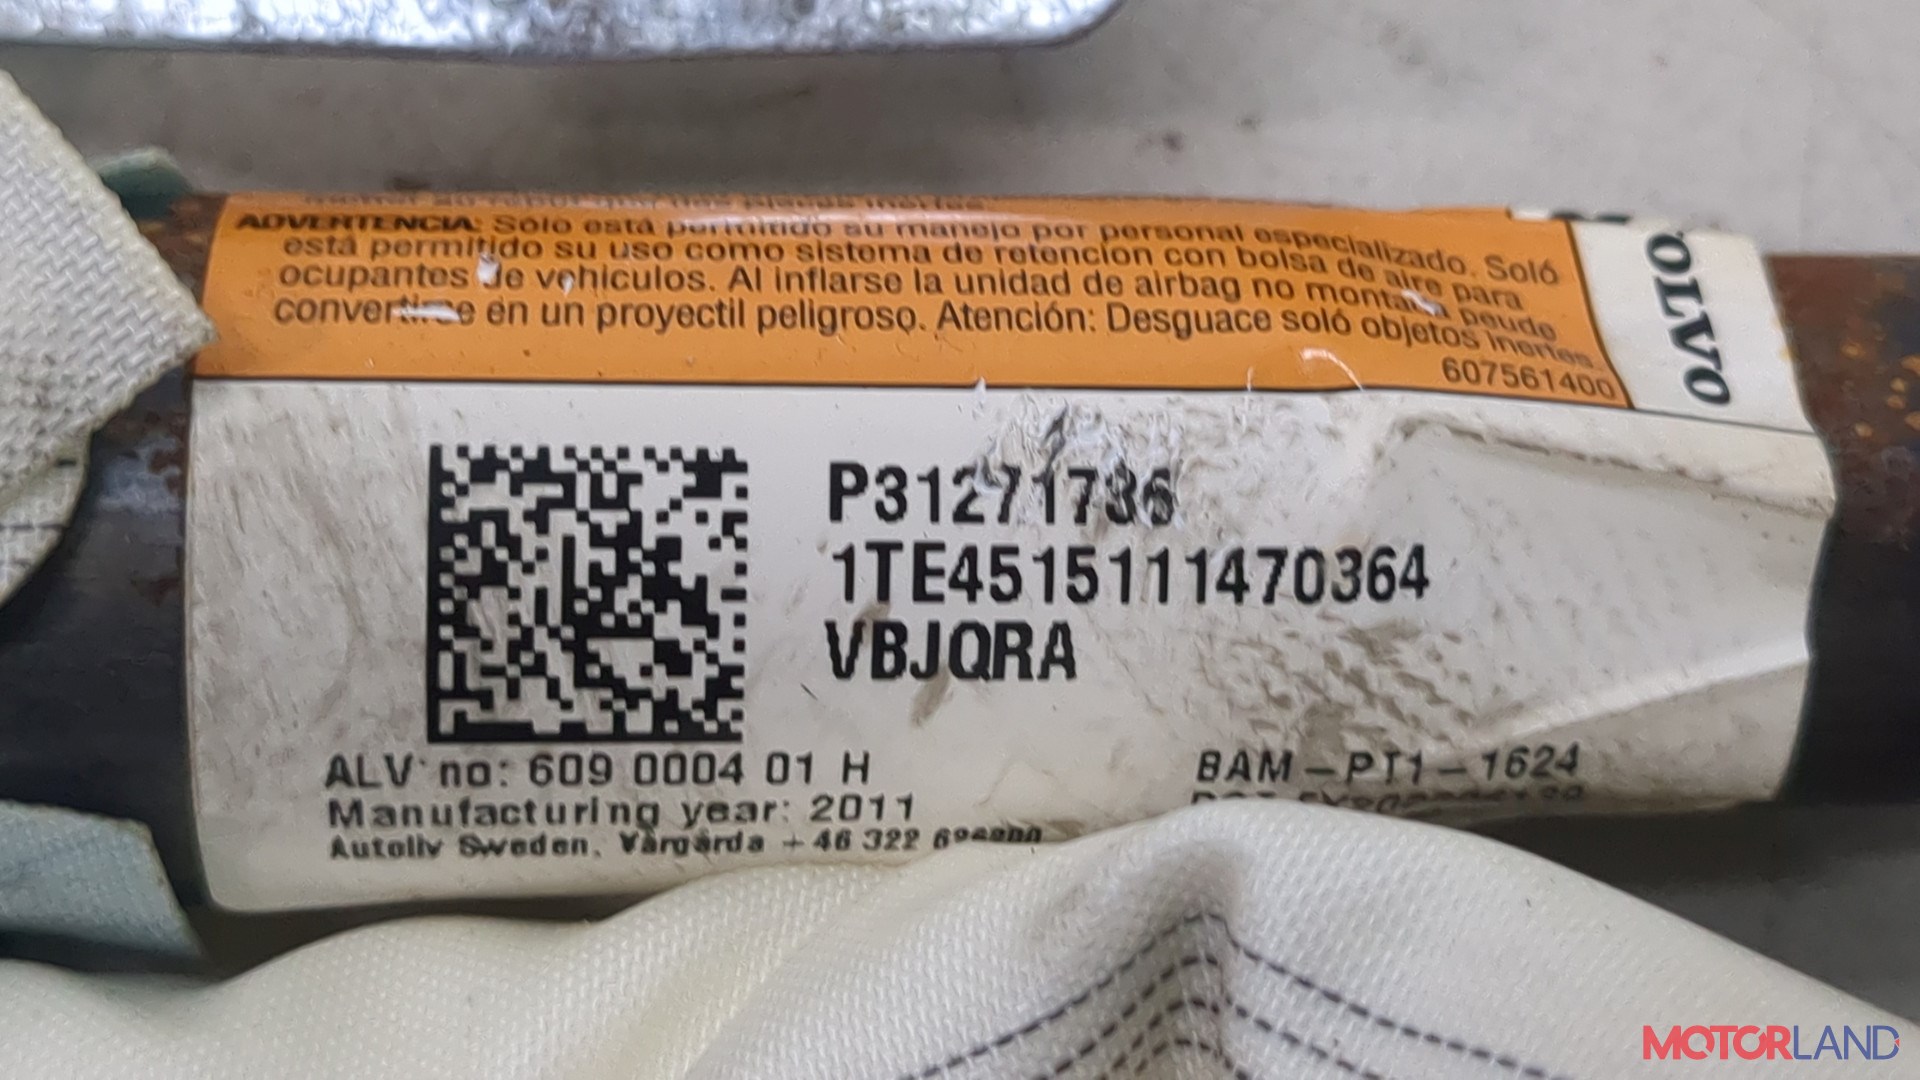 ADVERTENCIA: Sólo está permitido su manejo por personal especializado. Soló
está permitido su uso como sistema de retencion con bolsa de aire para
ocupantes de vehiculos. Al inflarse la unidad de airbag no montada peude
convertirse en un proyectil peligroso. Atención: Desguace soló objetos inertes.
607561400
VOLVO
P31271736
1TE4515111470364
VBJQRA
ALV no: 609 0004 01 H
Manufacturing year: 2011
Autoliv Sweden, Vårgårda +46 322
BAM-PT1-1624
MOTORLAND